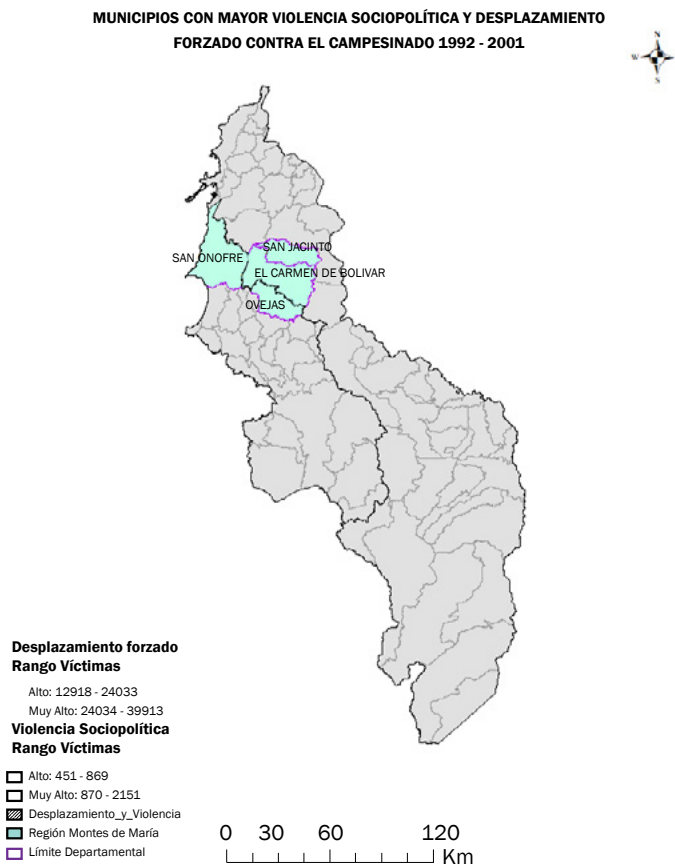 MUNICIPIOS CON MAYOR VIOLENCIA SOCIOPOLÍTICA Y DESPLAZAMIENTO
FORZADO CONTRA EL CAMPESINADO 1992 - 2001
N
W E
S
SAN JACINTO
SAN ONOFRE
EL CARMEN DE BOLIVAR
OVEJAS
Desplazamiento forzado
Rango Víctimas
Alto: 12918 - 24033
Muy Alto: 24034 - 39913
Violencia Sociopolítica
Rango Víctimas
Alto: 451 - 869
Muy Alto: 870 - 2151
Desplazamiento_y_Violencia
Región Montes de María
Límite Departamental
0 30 60 120
Km